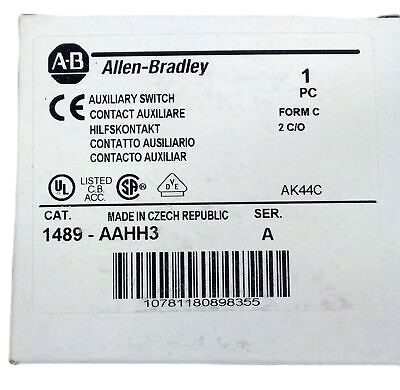 A-B
Allen-Bradley
1
PC
CE
AUXILIARY SWITCH
CONTACT AUXILIARE
FORM C
HILFSKONTAKT
2 C/O
CONTATTO AUSILIARIO
CONTACTO AUXILIAR
UL
LISTED
C.B.
ACC.
SA
VDE
AK44C
CAT.
MADE IN CZECH REPUBLIC
SER.
1489 - AAHH3
A
10781180898355